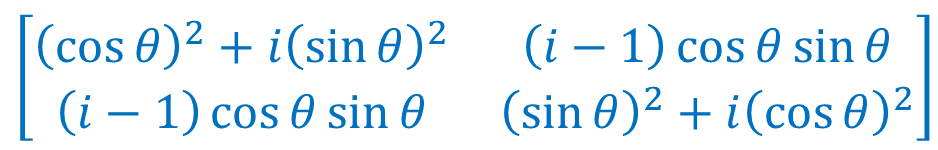 [(cos θ)² + i(sin θ)² (i − 1) cos θ sin θ
(i − 1) cos θ sin θ (sin θ)² + i(cos θ)²]